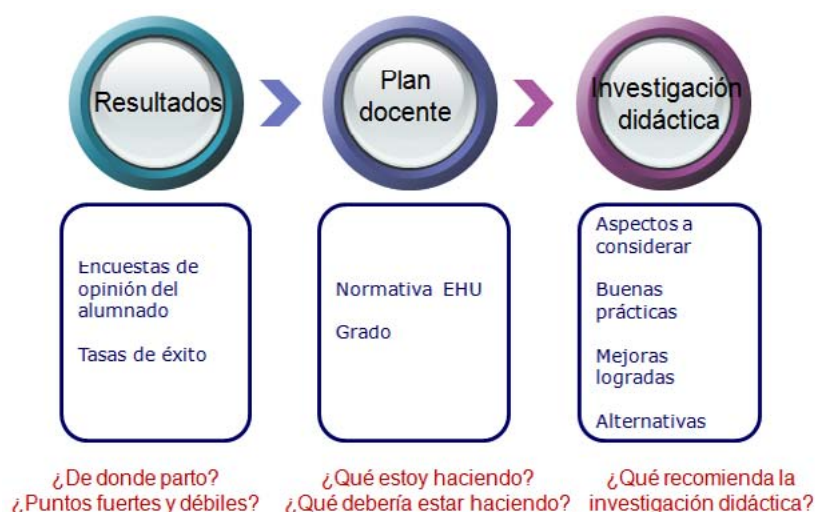 Resultados
Plan
docente
Investigación
didáctica
Encuestas de
opinión del
alumnado
Tasas de éxito
Normativa EHU
Grado
Aspectos a
considerar
Buenas
prácticas
Mejoras
logradas
Alternativas
¿De donde parto?
¿Puntos fuertes y débiles?
¿Qué estoy haciendo?
¿Qué debería estar haciendo?
¿Qué recomienda la
investigación didáctica?